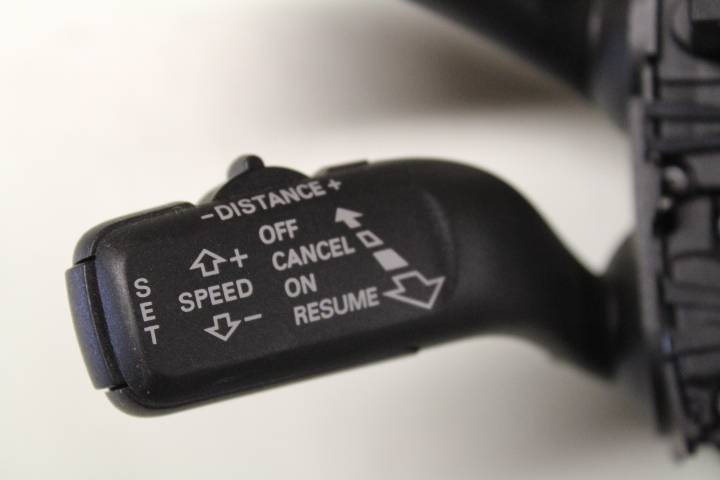 -DISTANCE+
OFF
CANCEL
ON
RESUME
+
SPEED
-
SET